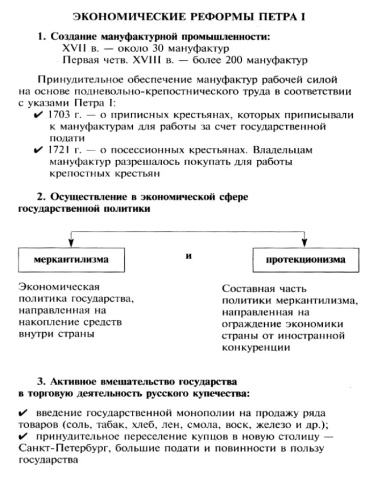 ЭКОНОМИЧЕСКИЕ РЕФОРМЫ ПЕТРА I
1. Создание мануфактурной промышленности:
XVII в. — около 30 мануфактур
Первая четв. XVIII в. — более 200 мануфактур
Принудительное обеспечение мануфактур рабочей силой
на основе подневольно-крепостнического труда в соответствии
с указами Петра I:
✔ 1703 г. — о приписных крестьянах, которых приписывали
к мануфактурам для работы за счет государственной
подати
✔ 1721 г. — о посессионных крестьянах. Владельцам
мануфактур разрешалось покупать для работы
крепостных крестьян
2. Осуществление в экономической сфере
государственной политики
меркантилизма и протекционизма
Экономическая
политика государства,
направленная на
накопление средств
внутри страны
Составная часть
политики меркантилизма,
направленная на
ограждение экономики
страны от иностранной
конкуренции
3. Активное вмешательство государства
в торговую деятельность русского купечества:
✔ введение государственной монополии на продажу ряда
товаров (соль, табак, хлеб, лен, смола, воск, железо и др.);
✔ принудительное переселение купцов в новую столицу —
Санкт-Петербург, большие подати и повинности в пользу
государства